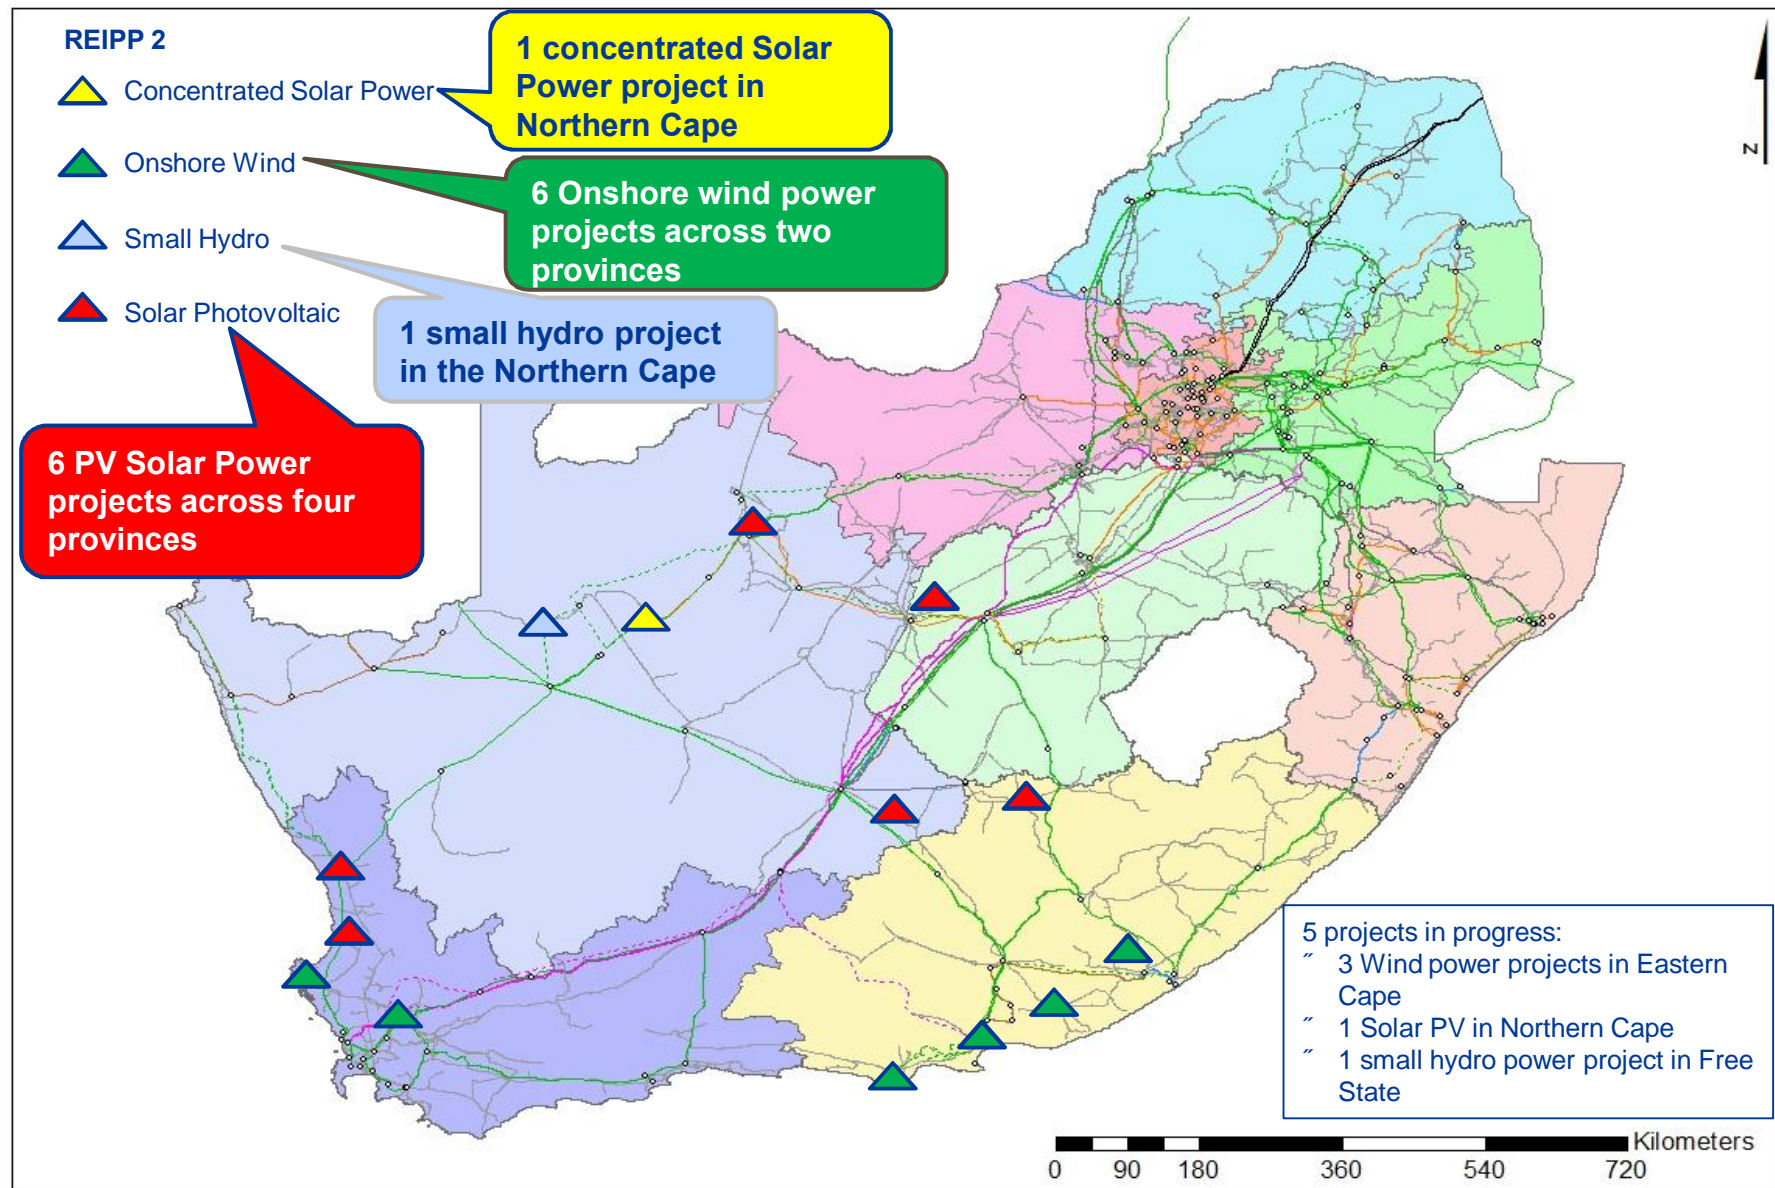 REIPP 2
Concentrated Solar Power
Onshore Wind
Small Hydro
Solar Photovoltaic
1 concentrated Solar
Power project in
Northern Cape
6 Onshore wind power
projects across two
provinces
1 small hydro project
in the Northern Cape
6 PV Solar Power
projects across four
provinces
N
5 projects in progress:
˝ 3 Wind power projects in Eastern
Cape
˝ 1 Solar PV in Northern Cape
˝ 1 small hydro power project in Free
State
Kilometers
0 90 180 360 540 720